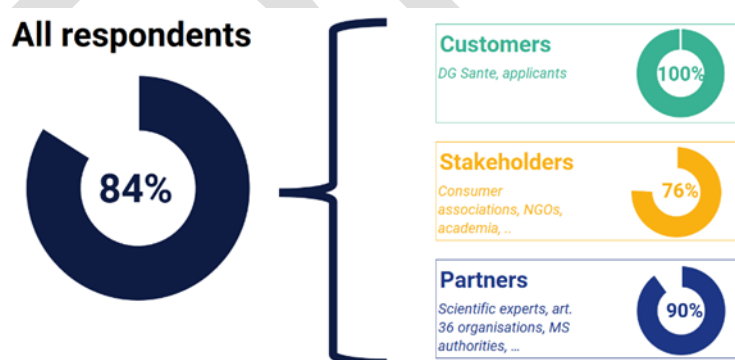 All respondents
84%
Customers
DG Sante, applicants
100%
Stakeholders
Consumer
associations, NGOs,
academia, ..
76%
Partners
Scientific experts, art.
36 organisations, MS
authorities, ...
90%